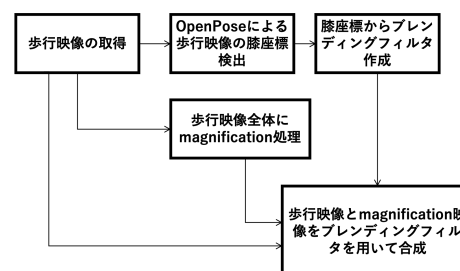 歩行映像の取得
OpenPoseによる
歩行映像の膝座標
検出
膝座標からブレン
ディングフィルタ
作成
歩行映像全体に
magnification処理
歩行映像とmagnification映
像をブレンディングフィル
タを用いて合成